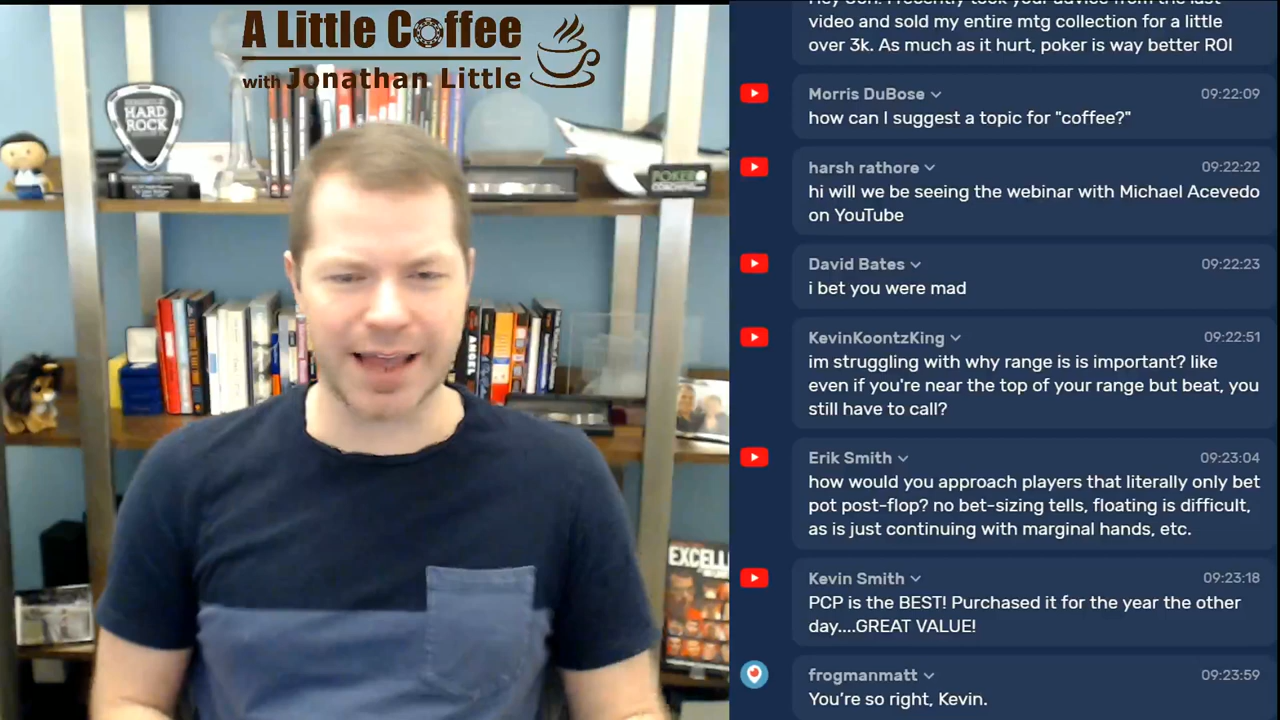 A Little Coffee
with Jonathan Little
HARD
ROCK
POKER
COACHING
ANGEL
EXCELL
video and sold my entire mtg collection for a little
over 3k. As much as it hurt, poker is way better ROI
Morris DuBose 09:22:09
how can I suggest a topic for "coffee?"
harsh rathore 09:22:22
hi will we be seeing the webinar with Michael Acevedo
on YouTube
David Bates 09:22:23
i bet you were mad
KevinKoontzKing 09:22:51
im struggling with why range is is important? like
even if you're near the top of your range but beat, you
still have to call?
Erik Smith 09:23:04
how would you approach players that literally only bet
pot post-flop? no bet-sizing tells, floating is difficult,
as is just continuing with marginal hands, etc.
Kevin Smith 09:23:18
PCP is the BEST! Purchased it for the year the other
day....GREAT VALUE!
frogmanmatt 09:23:59
You're so right, Kevin.